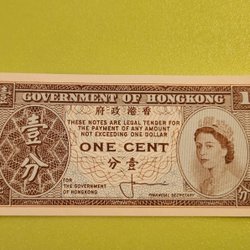 GOVERNMENT OF HONGKONG
府政港香
THESE NOTES ARE LEGAL TENDER FOR
THE PAYMENT OF ANY AMOUNT
NOT EXCEEDING ONE DOLLAR
壹分
ONE CENT
分壹
FOR
THE GOVERNMENT
OF HONGKONG
FINANCIAL SECRETARY